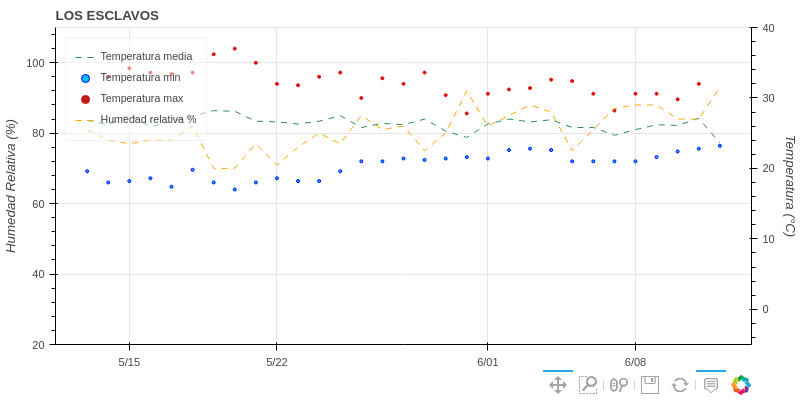 LOS ESCLAVOS
Temperatura media
Temperatura min
Temperatura max
Humedad relativa %
100
80
60
40
20
Humedad Relativa (%)
40
30
20
10
0
Temperatura (°C)
5/15
5/22
6/01
6/08